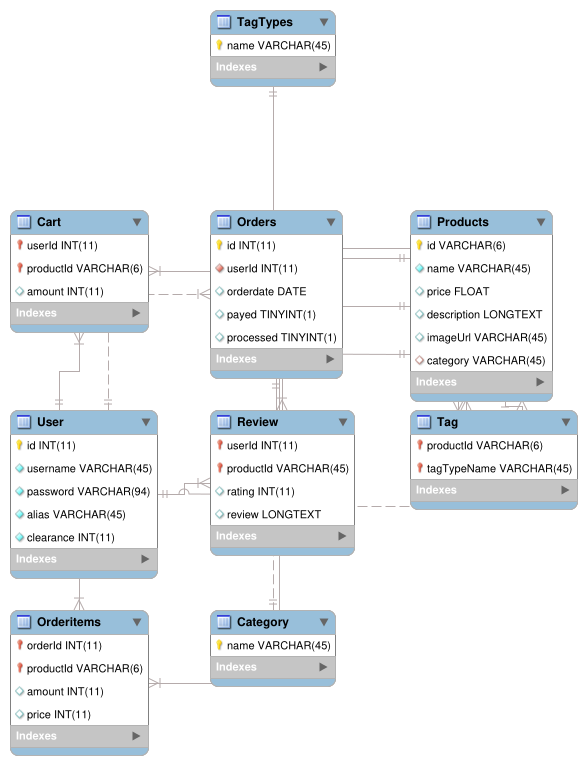 TagTypes
name VARCHAR(45)
Indexes
Cart
userId INT(11)
productId VARCHAR(6)
amount INT(11)
Indexes
Orders
id INT(11)
userId INT(11)
orderdate DATE
payed TINYINT(1)
processed TINYINT(1)
Indexes
Products
id VARCHAR(6)
name VARCHAR(45)
price FLOAT
description LONGTEXT
imageUrl VARCHAR(45)
category VARCHAR(45)
Indexes
User
id INT(11)
username VARCHAR(45)
password VARCHAR(94)
alias VARCHAR(45)
clearance INT(11)
Indexes
Review
userId INT(11)
productId VARCHAR(45)
rating INT(11)
review LONGTEXT
Indexes
Tag
productId VARCHAR(6)
tagTypeName VARCHAR(45)
Indexes
Orderitems
orderId INT(11)
productId VARCHAR(6)
amount INT(11)
price INT(11)
Indexes
Category
name VARCHAR(45)
Indexes